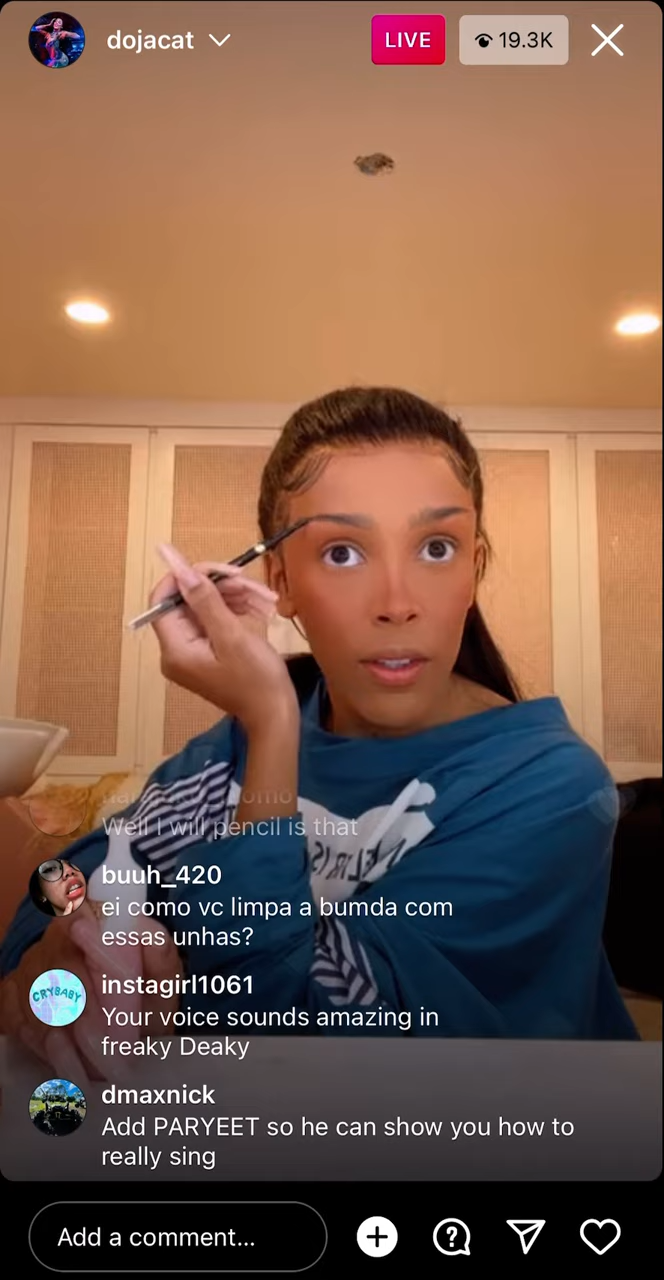 dojacat
LIVE
19.3K
Well I will pencil is that
buuh_420
ei como vc limpa a bumda com
essas unhas?
CRYBABY
instagirl1061
Your voice sounds amazing in
freaky Deaky
dmaxnick
Add PARYEET so he can show you how to
really sing
Add a comment...